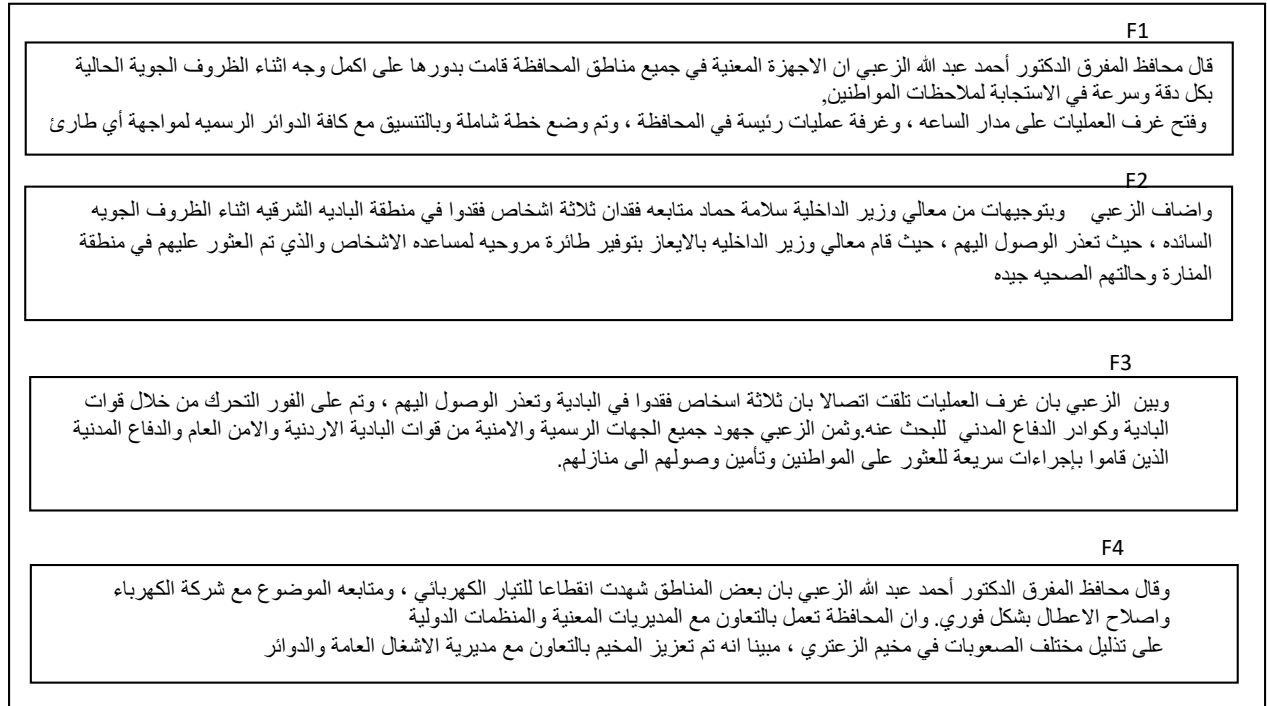 F1
قال محافظ المفرق الدكتور أحمد عبد الله الزعبي ان الاجهزة المعنية في جميع مناطق المحافظة قامت بدورها على اكمل وجه اثناء الظروف الجوية الحالية
بكل دقة وسرعة في الاستجابة لملاحظات المواطنين,
وفتح غرف العمليات على مدار الساعه ، وغرفة عمليات رئيسة في المحافظة ، وتم وضع خطة شاملة وبالتنسيق مع كافة الدوائر الرسميه لمواجهة أي طارئ
F2
واضاف الزعبي وبتوجيهات من معالي وزير الداخلية سلامة حماد متابعه فقدان ثلاثة اشخاص فقدوا في منطقة الباديه الشرقيه اثناء الظروف الجويه
السائده ، حيث تعذر الوصول اليهم ، حيث قام معالي وزير الداخليه بالايعاز بتوفير طائرة مروحيه لمساعده الاشخاص والذي تم العثور عليهم في منطقة
المنارة وحالتهم الصحيه جيده
F3
وبين الزعبي بان غرف العمليات تلقت اتصالا بان ثلاثة اسخاص فقدوا في البادية وتعذر الوصول اليهم ، وتم على الفور التحرك من خلال قوات
البادية وكوادر الدفاع المدني للبحث عنه.وثمن الزعبي جهود جميع الجهات الرسمية والامنية من قوات البادية الاردنية والامن العام والدفاع المدنية
الذين قاموا بإجراءات سريعة للعثور على المواطنين وتأمين وصولهم الى منازلهم.
F4
وقال محافظ المفرق الدكتور أحمد عبد الله الزعبي بان بعض المناطق شهدت انقطاعا للتيار الكهربائي ، ومتابعه الموضوع مع شركة الكهرباء
واصلاح الاعطال بشكل فوري. وان المحافظة تعمل بالتعاون مع المديريات المعنية والمنظمات الدولية
على تذليل مختلف الصعوبات في مخيم الزعتري ، مبينا انه تم تعزيز المخيم بالتعاون مع مديرية الاشغال العامة والدوائر